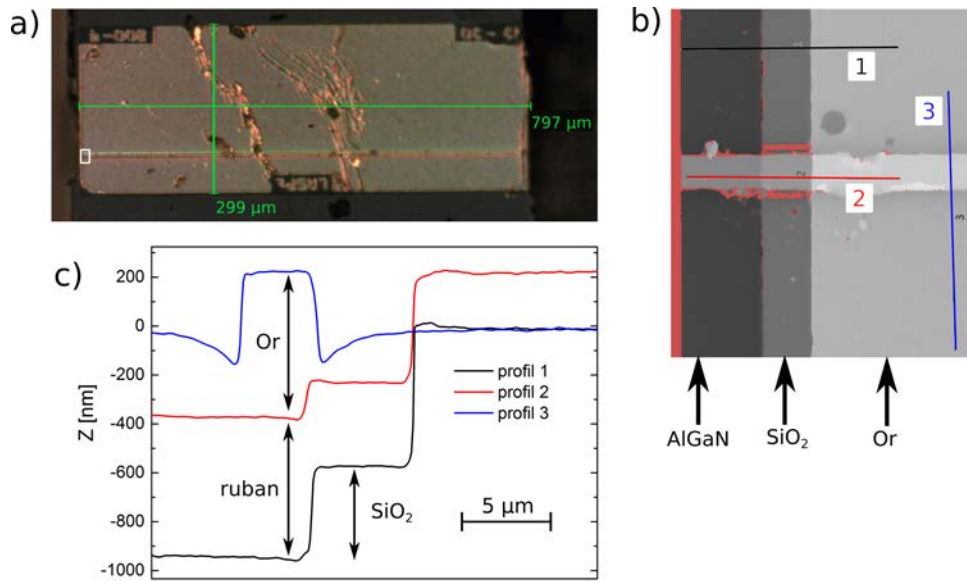 a)
797 µm
299 µm
b)
1
3
2
AlGaN
SiO₂
Or
c)
Z [nm]
200
0
-200
-400
-600
-800
-1000
Or
ruban
SiO₂
profil 1
profil 2
profil 3
5 µm